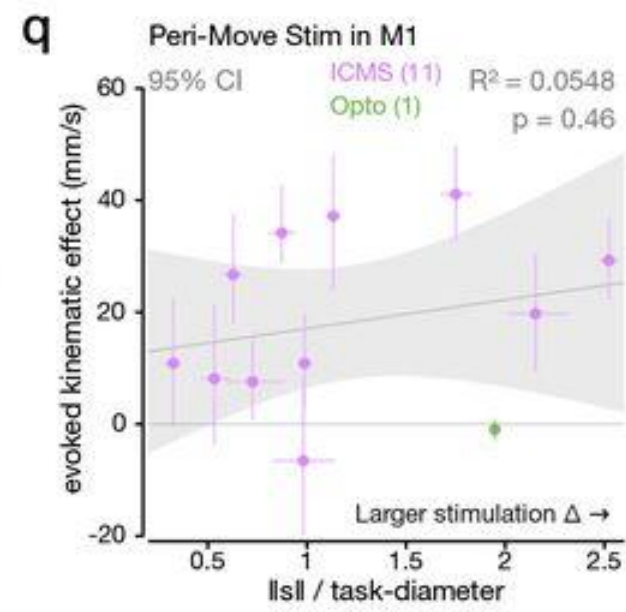 q
Peri-Move Stim in M1
95% CI
ICMS (11)
Opto (1)
R² = 0.0548
p = 0.46
evoked kinematic effect (mm/s)
60
40
20
0
-20
Larger stimulation Δ →
0.5 1 1.5 2 2.5
‖s‖ / task-diameter